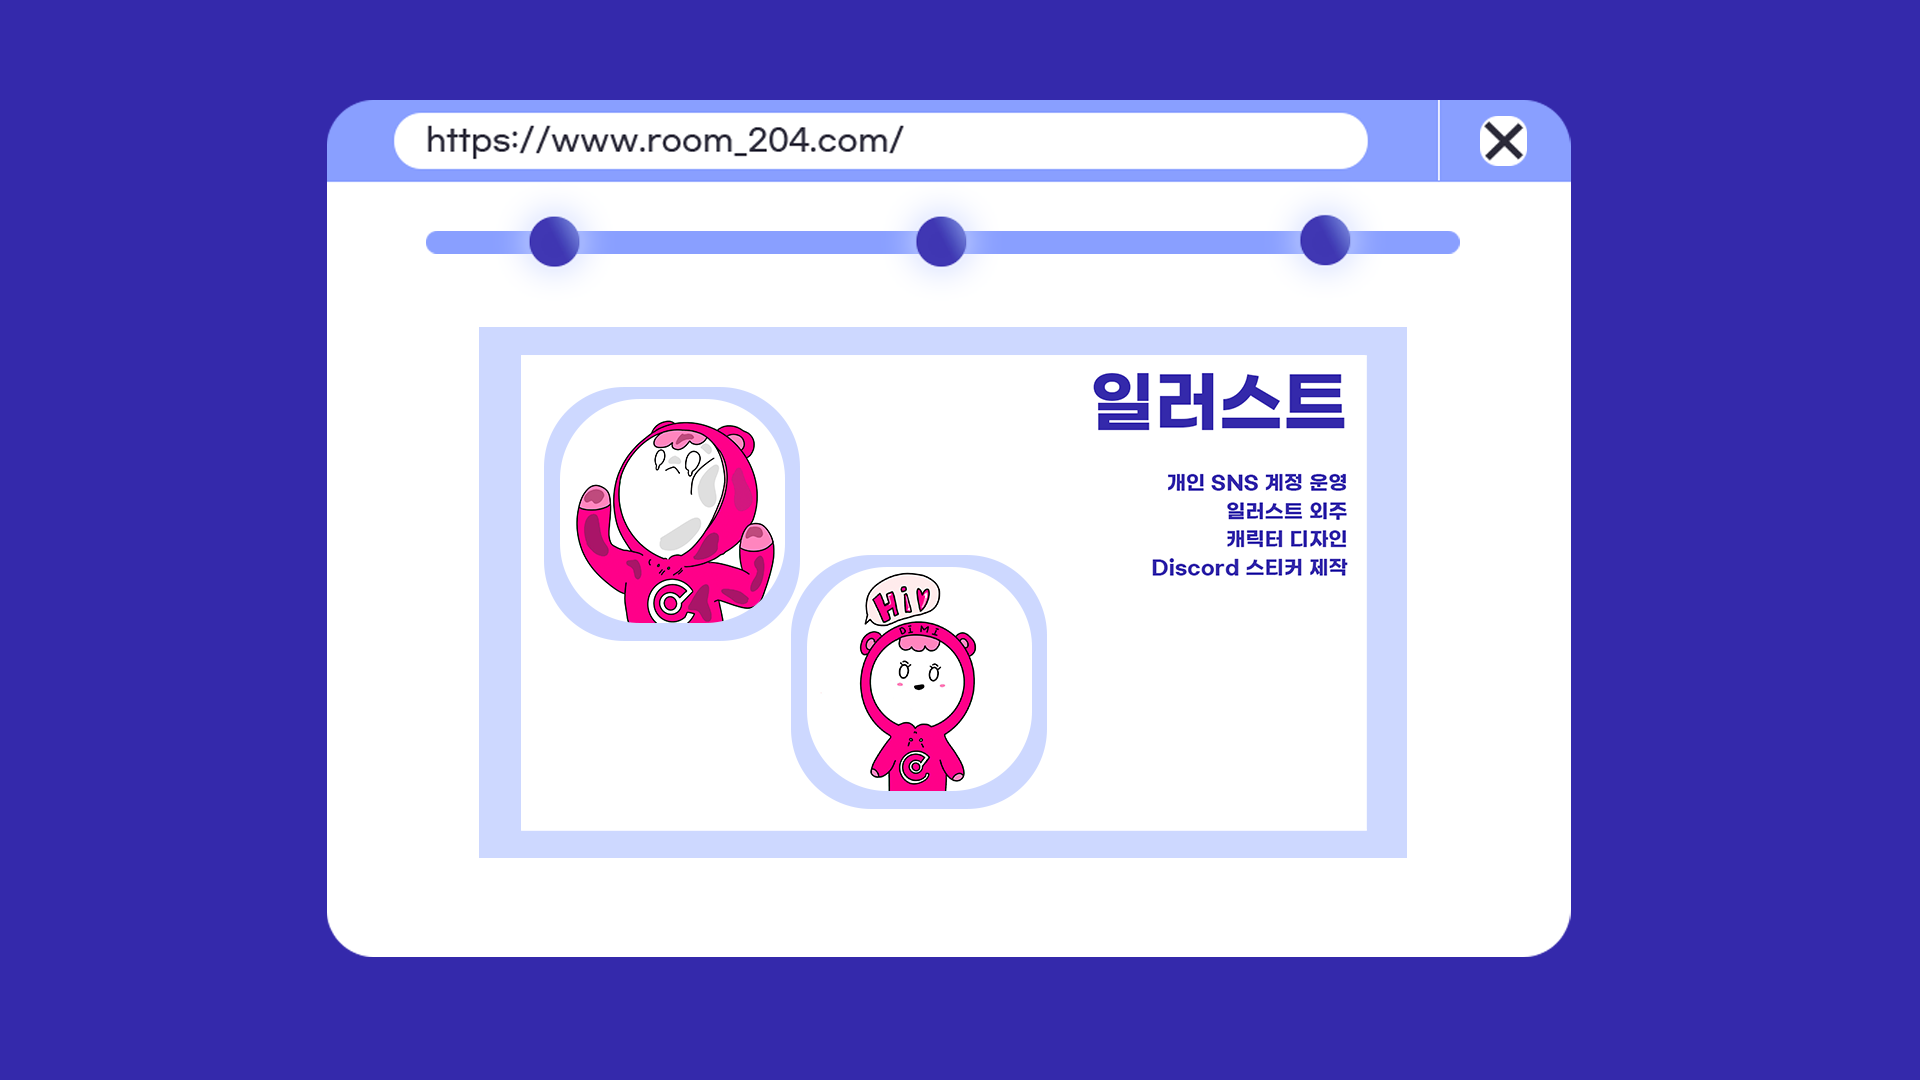 https://www.room_204.com/
일러스트
개인 SNS 계정 운영
일러스트 외주
캐릭터 디자인
Discord 스티커 제작
Hi
DIMI